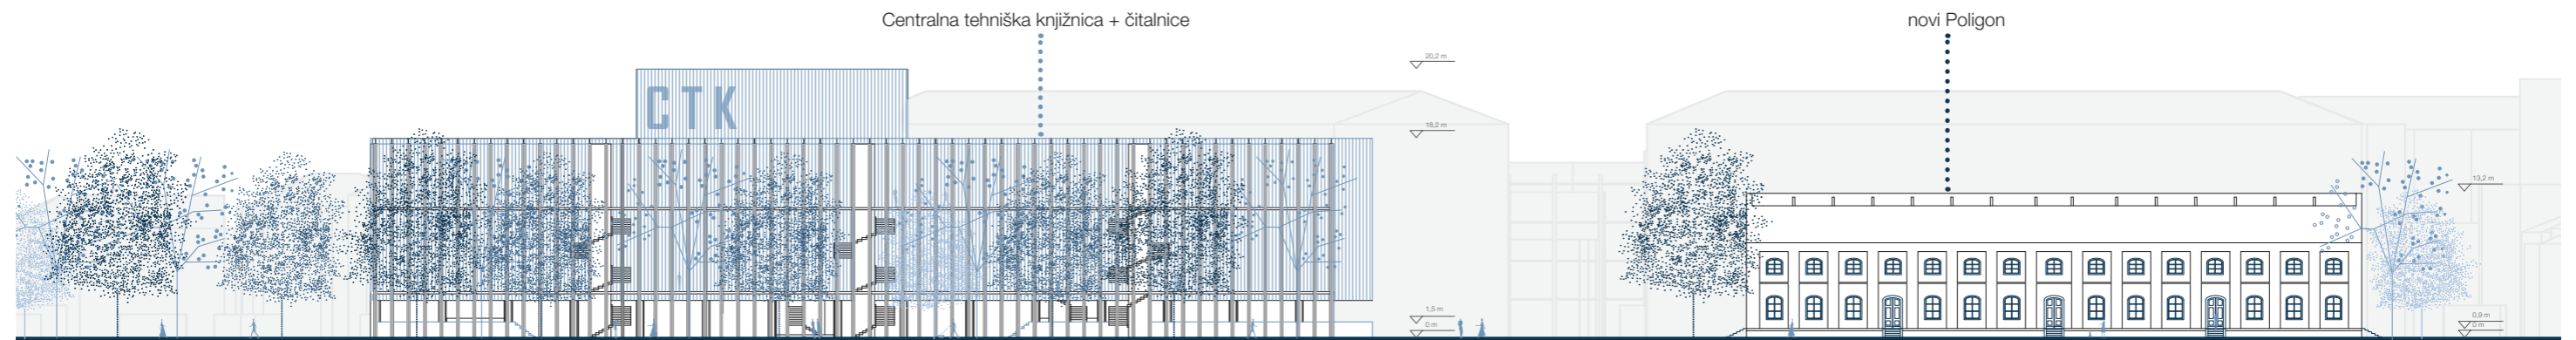 Centralna tehniška knjižnica + čitalnice
novi Poligon
20,2 m
CTK
18,2 m
13,2 m
1,5 m
0 m
0,9 m
0 m